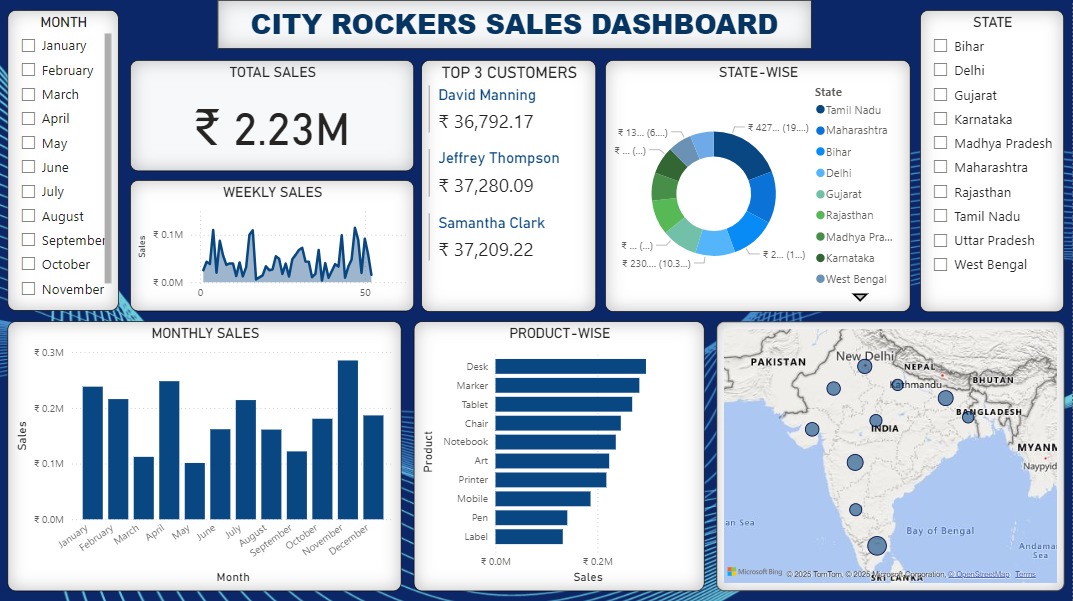 CITY ROCKERS SALES DASHBOARD
MONTH
January
February
March
April
May
June
July
August
September
October
November
TOTAL SALES
₹ 2.23M
WEEKLY SALES
Sales
₹ 0.1M
₹ 0.0M
0
50
TOP 3 CUSTOMERS
David Manning
₹ 36,792.17
Jeffrey Thompson
₹ 37,280.09
Samantha Clark
₹ 37,209.22
STATE-WISE
₹ 13... (6....)
₹ ... (...)
₹ ... (...)
₹ 230.... (10.3...)
₹ 427... (19....)
₹ 2... (1...)
State
Tamil Nadu
Maharashtra
Bihar
Delhi
Gujarat
Rajasthan
Madhya Pra...
Karnataka
West Bengal
STATE
Bihar
Delhi
Gujarat
Karnataka
Madhya Pradesh
Maharashtra
Rajasthan
Tamil Nadu
Uttar Pradesh
West Bengal
MONTHLY SALES
Sales
₹ 0.3M
₹ 0.2M
₹ 0.1M
₹ 0.0M
January
February
March
April
May
June
July
August
September
October
November
December
Month
PRODUCT-WISE
Product
Desk
Marker
Tablet
Chair
Notebook
Art
Printer
Mobile
Pen
Label
₹ 0.0M
₹ 0.2M
Sales
PAKISTAN
New Delhi
NEPAL
Kathmandu
BHUTAN
BANGLADESH
INDIA
MYANM
Naypyid
an Sea
Bay of Bengal
Andama
Sea
SRI LANKA
Microsoft Bing
© 2025 TomTom, © 2025 Microsoft Corporation, © OpenStreetMap Terms